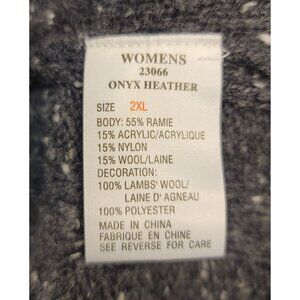 WOMENS
23066
ONYX HEATHER
SIZE 2XL
BODY: 55% RAMIE
15% ACRYLIC/ACRYLIQUE
15% NYLON
15% WOOL/LAINE
DECORATION:
100% LAMBS' WOOL/
LAINE D'AGNEAU
100% POLYESTER
MADE IN CHINA
FABRIQUE EN CHINE
SEE REVERSE FOR CARE